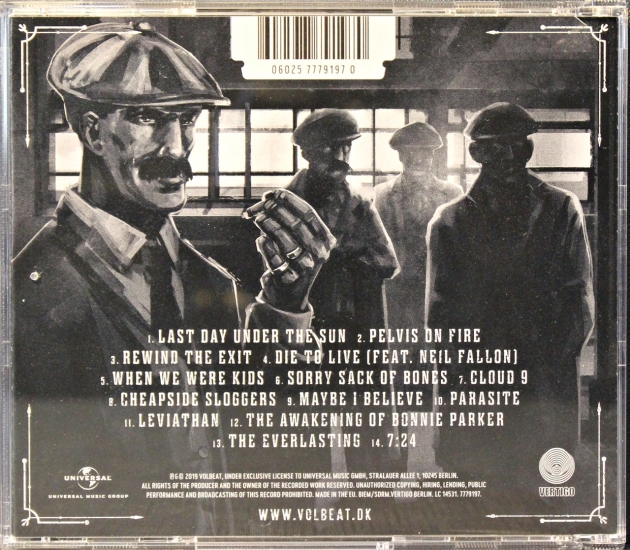 06025 7779197 0
1. LAST DAY UNDER THE SUN 2. PELVIS ON FIRE
3. REWIND THE EXIT 4. DIE TO LIVE (FEAT. NEIL FALLON)
5. WHEN WE WERE KIDS 6. SORRY SACK OF BONES 7. CLOUD 9
8. CHEAPSIDE SLOGGERS 9. MAYBE I BELIEVE 10. PARASITE
11. LEVIATHAN 12. THE AWAKENING OF BONNIE PARKER
13. THE EVERLASTING 14. 7:24
UNIVERSAL
UNIVERSAL MUSIC GROUP
℗© 2019 VOLBEAT, UNDER EXCLUSIVE LICENSE TO UNIVERSAL MUSIC GMBH, STRALAUER ALLEE 1, 10245 BERLIN.
ALL RIGHTS OF THE PRODUCER AND THE OWNER OF THE RECORDED WORK RESERVED. UNAUTHORIZED COPYING, HIRING, LENDING, PUBLIC
PERFORMANCE AND BROADCASTING OF THIS RECORD PROHIBITED. MADE IN THE EU. BIEM/SDRM. VERTIGO BERLIN. LC 14531. 7779197.
VERTIGO
WWW.VOLBEAT.DK